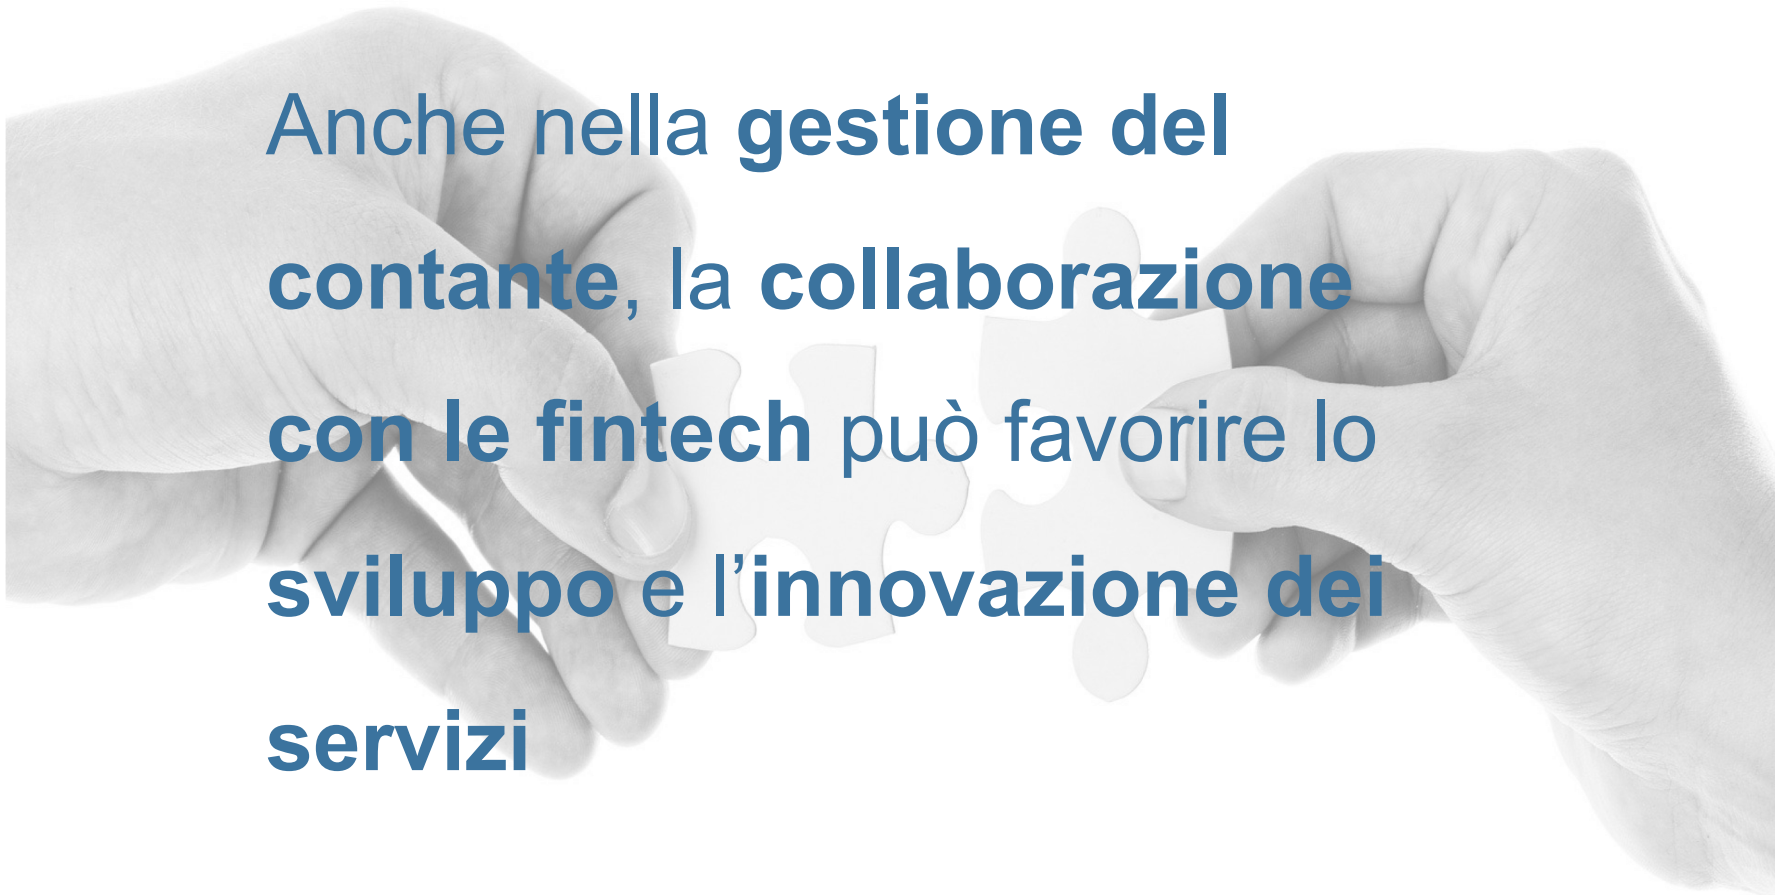 Anche nella gestione del
contante, la collaborazione
con le fintech può favorire lo
sviluppo e l’innovazione dei
servizi